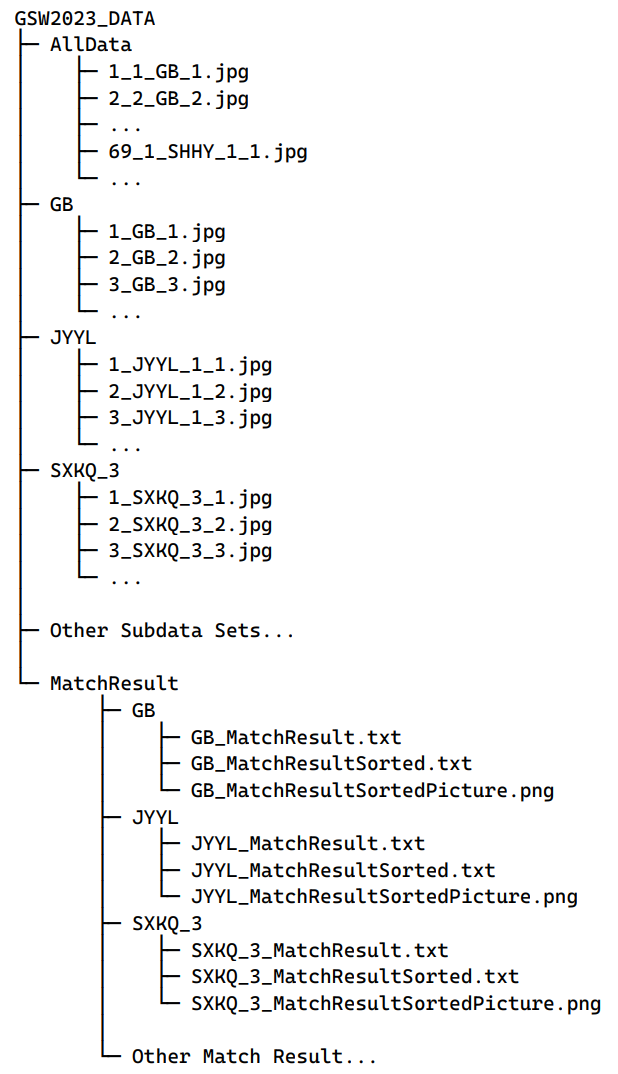 GSW2023_DATA
AllData
1_1_GB_1.jpg
2_2_GB_2.jpg
...
69_1_SHHY_1_1.jpg
...
GB
1_GB_1.jpg
2_GB_2.jpg
3_GB_3.jpg
...
JYYL
1_JYYL_1_1.jpg
2_JYYL_1_2.jpg
3_JYYL_1_3.jpg
...
SXKQ_3
1_SXKQ_3_1.jpg
2_SXKQ_3_2.jpg
3_SXKQ_3_3.jpg
...
Other Subdata Sets...
MatchResult
GB
GB_MatchResult.txt
GB_MatchResultSorted.txt
GB_MatchResultSortedPicture.png
JYYL
JYYL_MatchResult.txt
JYYL_MatchResultSorted.txt
JYYL_MatchResultSortedPicture.png
SXKQ_3
SXKQ_3_MatchResult.txt
SXKQ_3_MatchResultSorted.txt
SXKQ_3_MatchResultSortedPicture.png
Other Match Result...